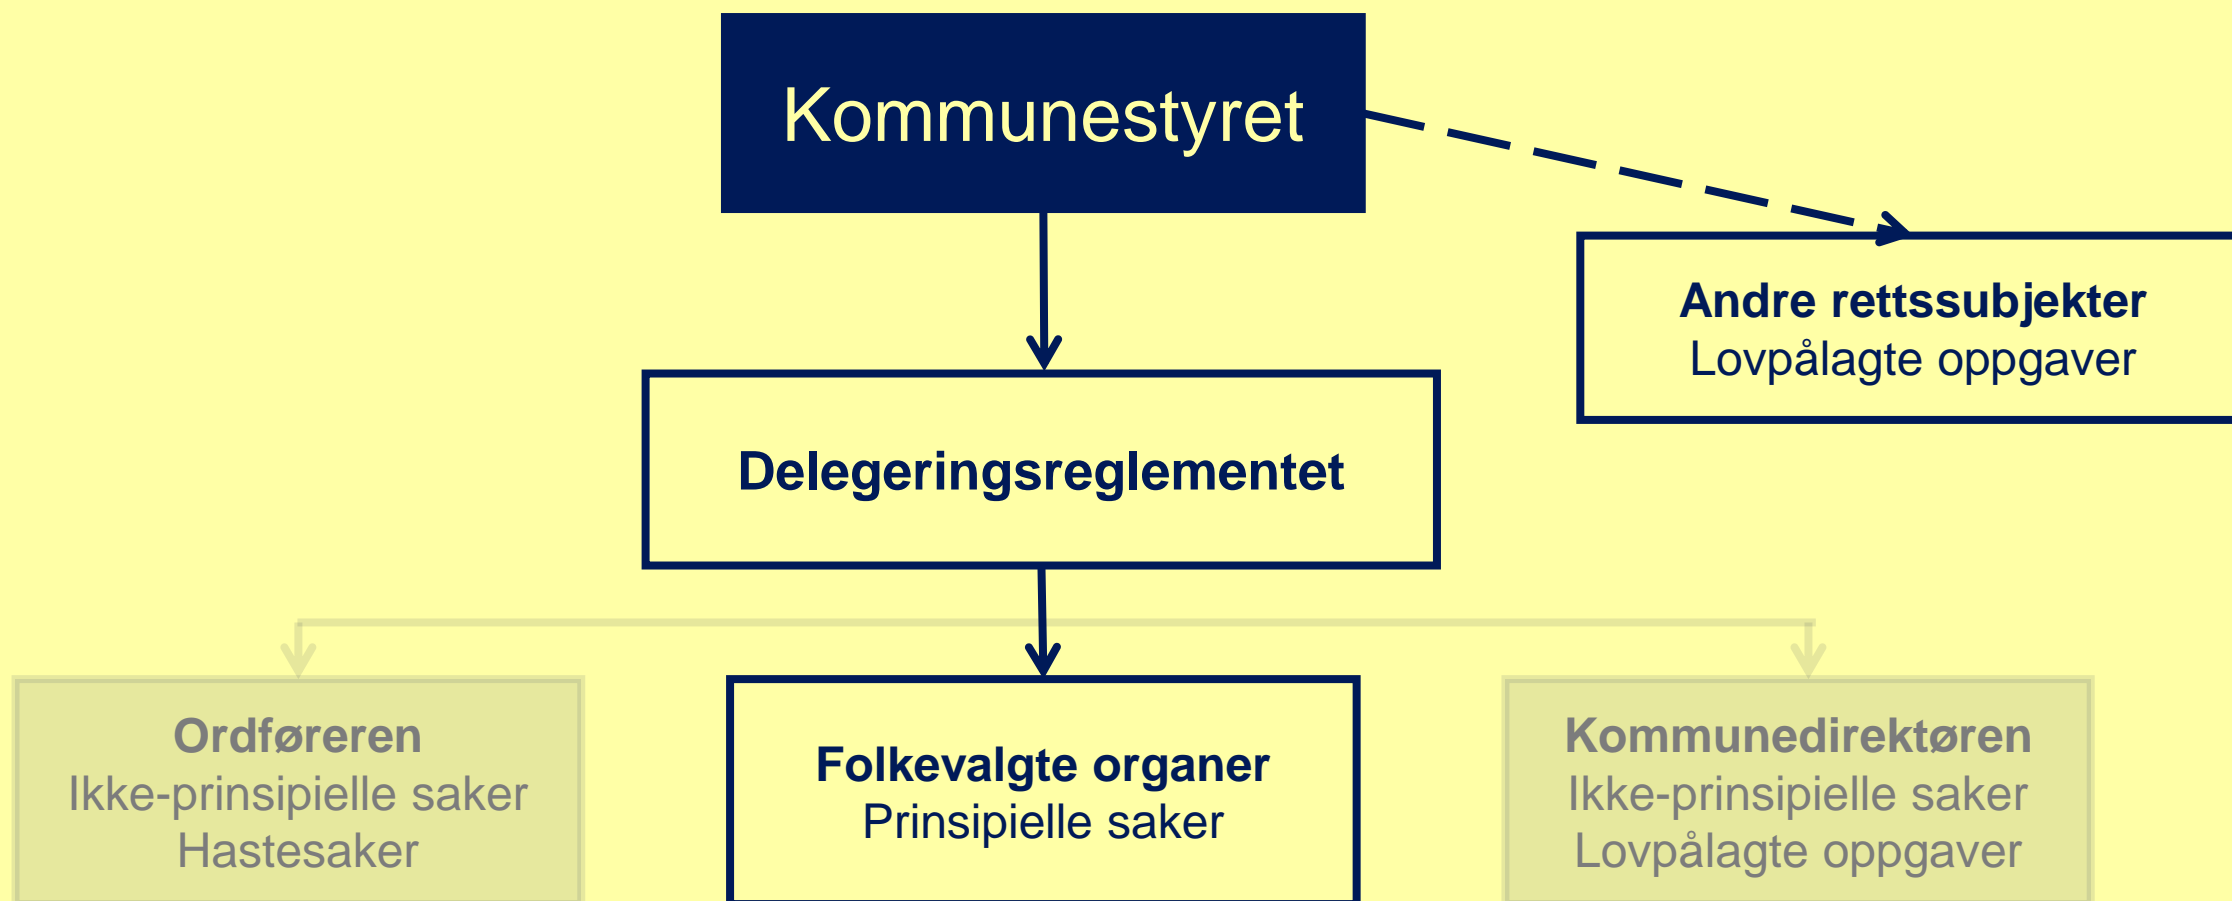 Kommunestyret
Andre rettssubjekter
Lovpålagte oppgaver
Delegeringsreglementet
Ordføreren
Ikke-prinsipielle saker
Hastesaker
Folkevalgte organer
Prinsipielle saker
Kommunedirektøren
Ikke-prinsipielle saker
Lovpålagte oppgaver